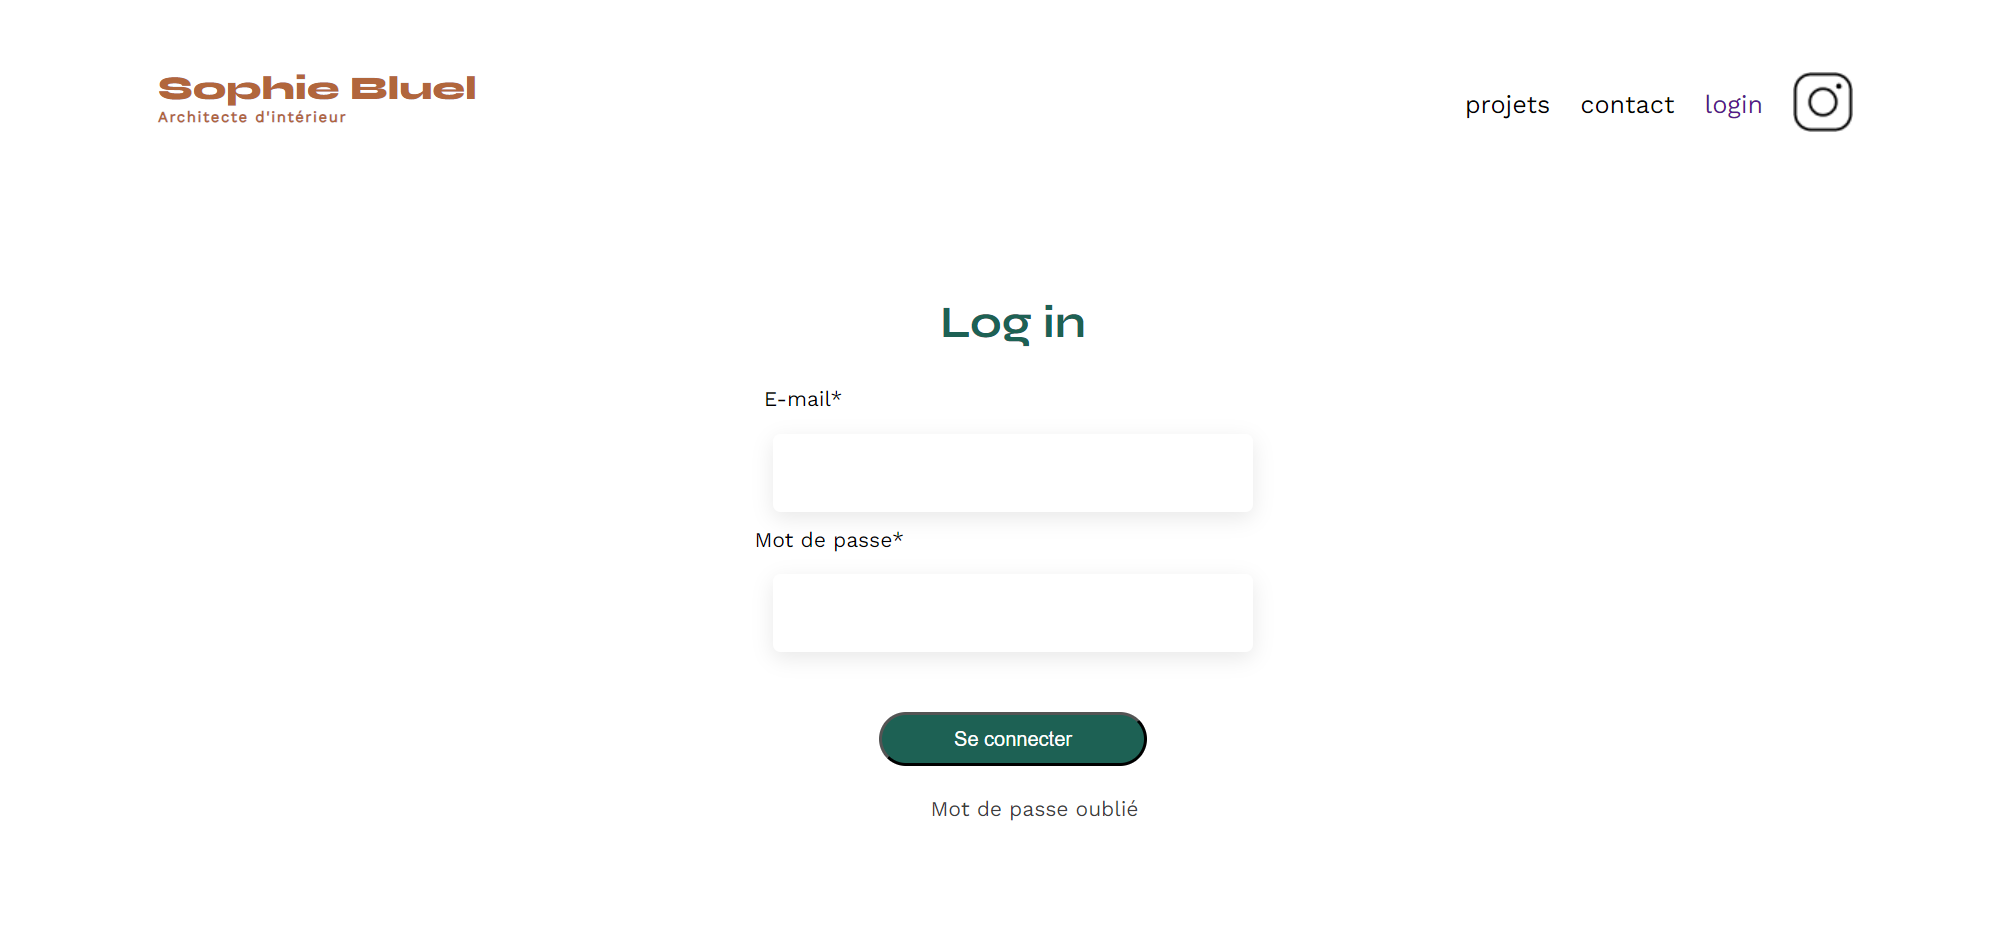 Sophie Bluel
Architecte d'intérieur
projets contact login
Log in
E-mail*
Mot de passe*
Se connecter
Mot de passe oublié